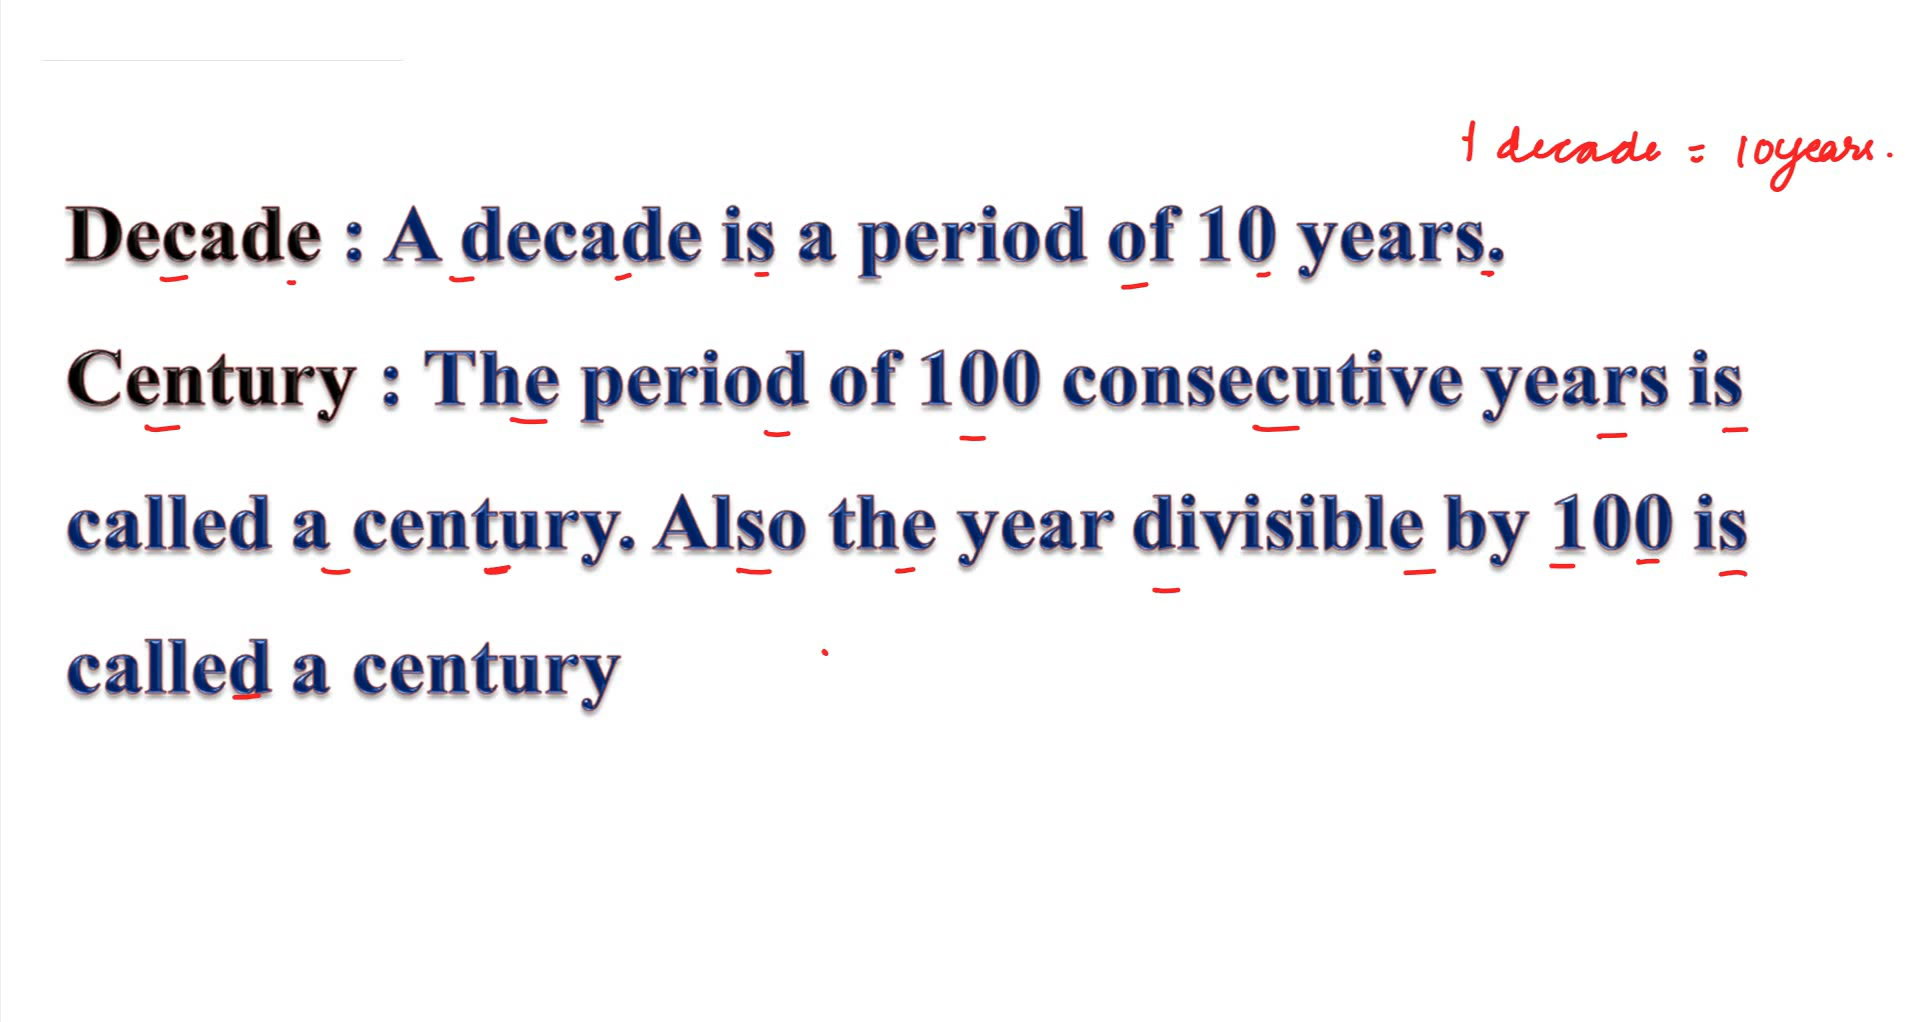 1 decade = 10years.
Decade : A decade is a period of 10 years.
Century : The period of 100 consecutive years is
called a century. Also the year divisible by 100 is
called a century